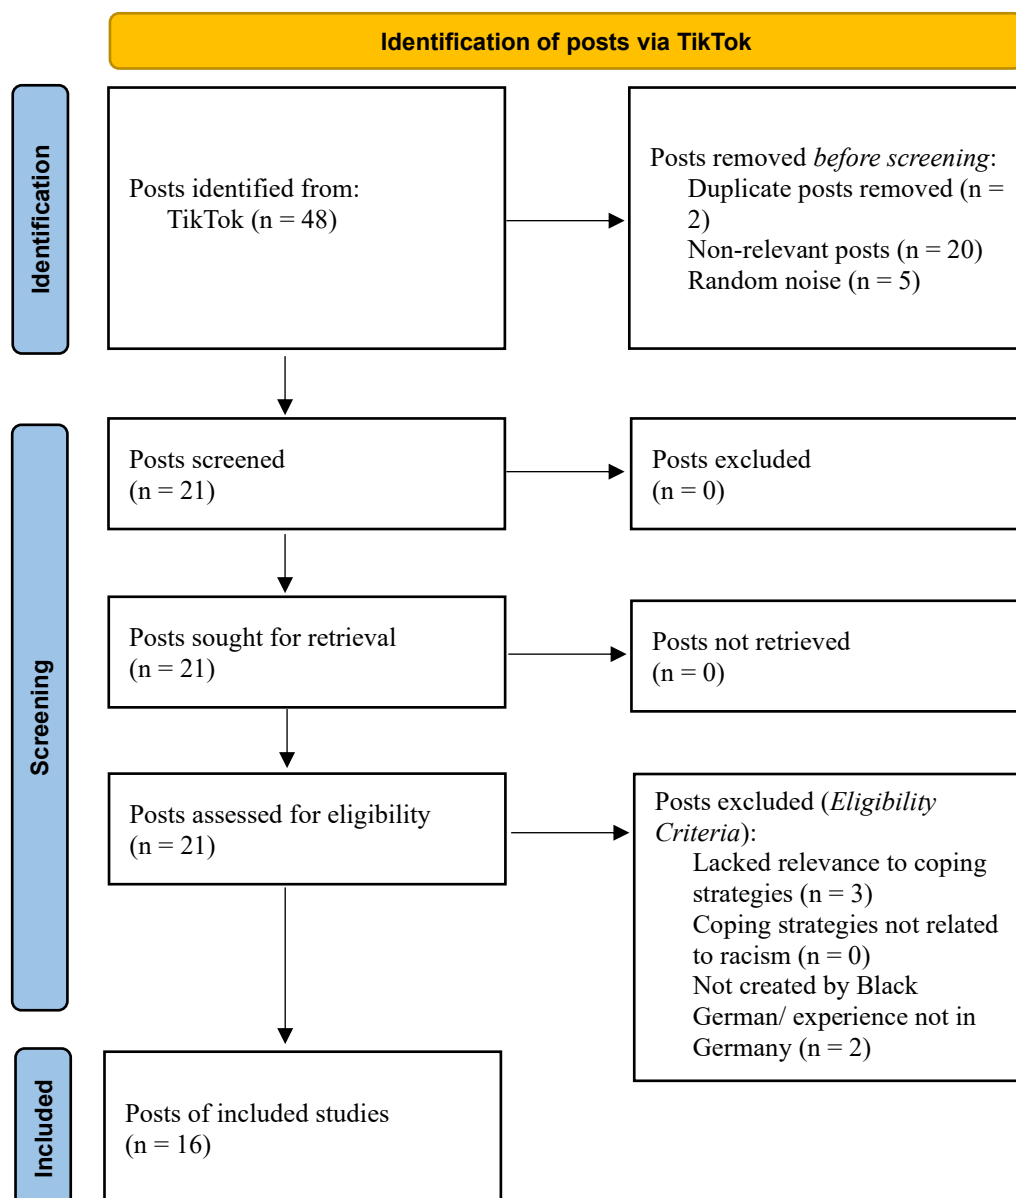 Identification of posts via TikTok
Identification
Posts identified from:
TikTok (n = 48)
Posts removed before screening:
Duplicate posts removed (n =
2)
Non-relevant posts (n = 20)
Random noise (n = 5)
Screening
Posts screened
(n = 21)
Posts excluded
(n = 0)
Posts sought for retrieval
(n = 21)
Posts not retrieved
(n = 0)
Posts assessed for eligibility
(n = 21)
Posts excluded (Eligibility
Criteria):
Lacked relevance to coping
strategies (n = 3)
Coping strategies not related
to racism (n = 0)
Not created by Black
German/ experience not in
Germany (n = 2)
Included
Posts of included studies
(n = 16)